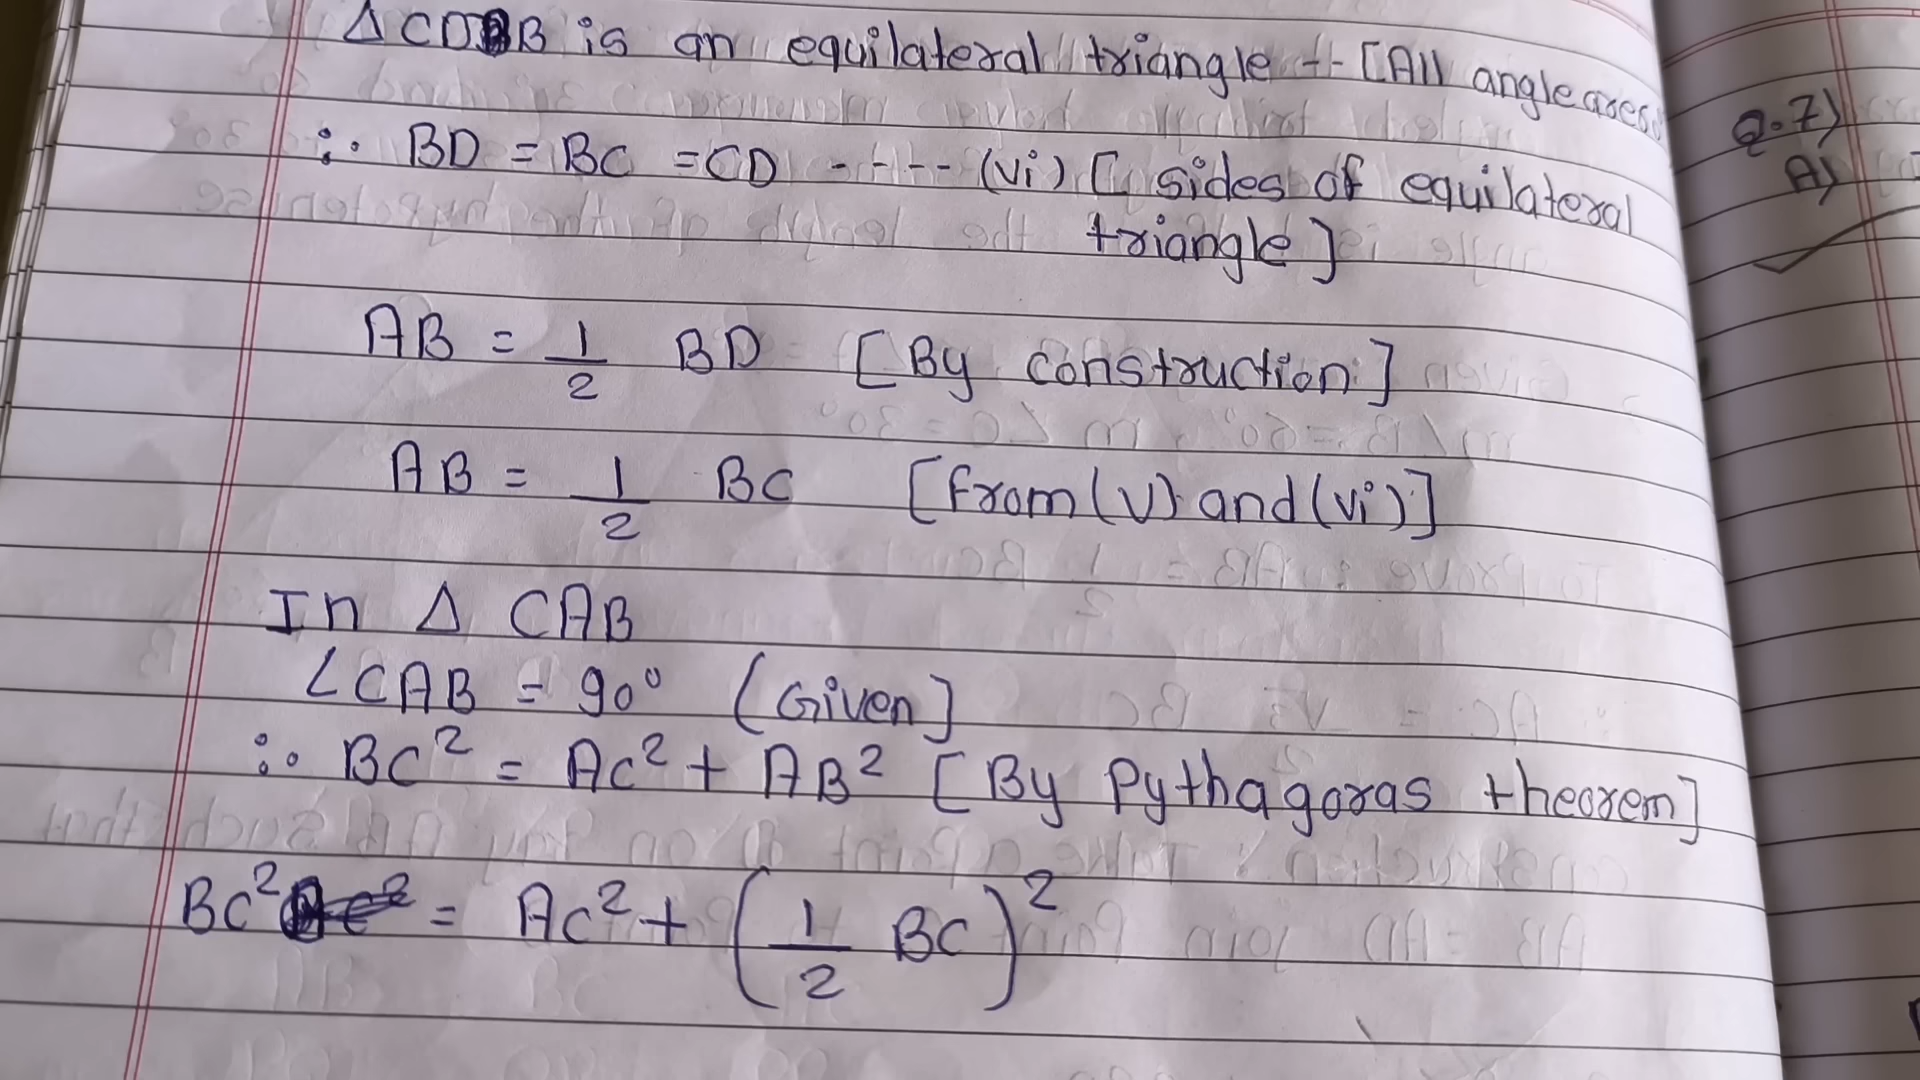 Δ CDB is an equilateral triangle -- [All angle are
∴ BD = BC = CD ----- (vi) [ sides of equilateral
triangle ]
AB = 1/2 BD [ By construction ]
AB = 1/2 BC [from (v) and (vi)]
In Δ CAB
∠CAB = 90° (Given]
∴ BC² = AC² + AB² [ By Pythagoras theorem]
BC² = AC² + (1/2 BC)²
Q.7)
A)